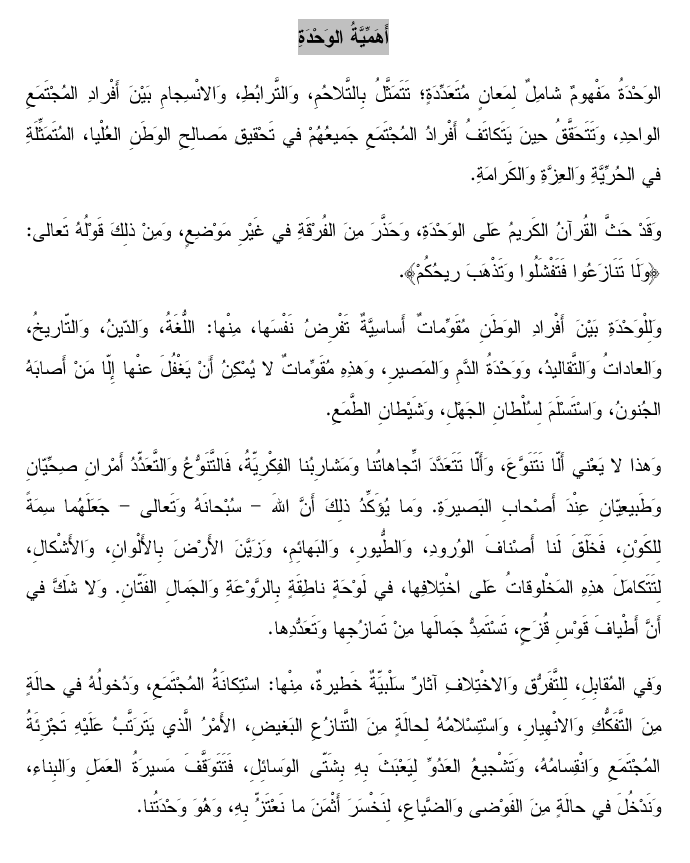 أَهَمِّيَّةُ الوَحْدَةِ
الوَحْدَةُ مَفْهومٌ شامِلٌ لِمَعانٍ مُتَعَدِّدَةٍ؛ تَتَمَثَّلُ بِالتَّلاحُمِ، وَالتَّرابُطِ، وَالانْسِجامِ بَيْنَ أَفْرادِ المُجْتَمَعِ
الواحِدِ، وَتَتَحَقَّقُ حينَ يَتَكاتَفُ أَفْرادُ المُجْتَمَعِ جَميعُهُمْ في تَحْقيقِ مَصالِحِ الوَطَنِ العُلْيا، المُتَمَثِّلَةِ
في الحُرِّيَّةِ وَالعِزَّةِ وَالكَرامَةِ.
وَقَدْ حَثَّ القُرآنُ الكَريمُ عَلى الوَحْدَةِ، وَحَذَّرَ مِنَ الفُرْقَةِ في غَيْرِ مَوْضِعٍ، وَمِنْ ذلِكَ قَوْلُهُ تَعالى:
﴿وَلَا تَنَازَعُوا فَتَفْشَلُوا وَتَذْهَبَ رِيحُكُمْ﴾.
وَلِلْوَحْدَةِ بَيْنَ أَفْرادِ الوَطَنِ مُقَوِّماتٌ أَساسِيَّةٌ تَفْرِضُ نَفْسَها، مِنْها: اللُّغَةُ، وَالدّينُ، وَالتّاريخُ،
وَالعاداتُ وَالتَّقاليدُ، وَوَحْدَةُ الدَّمِ وَالمَصيرِ، وَهذِهِ مُقَوِّماتٌ لا يُمْكِنُ أَنْ يَغْفُلَ عَنْها إِلّا مَنْ أَصابَهُ
الجُنونُ، وَاسْتَسْلَمَ لِسُلْطانِ الجَهْلِ، وَشَيْطانِ الطَّمَعِ.
وَهذا لا يَعْني أَلّا نَتَنَوَّعَ، وَأَلّا تَتَعَدَّدَ اتِّجاهاتُنا وَمَشارِبُنا الفِكْرِيَّةُ، فَالتَّنَوُّعُ وَالتَّعَدُّدُ أَمْرانِ صِحِّيّانِ
وَطَبيعِيّانِ عِنْدَ أَصْحابِ البَصيرَةِ. وَما يُؤَكِّدُ ذلِكَ أَنَّ اللهَ – سُبْحانَهُ وَتَعالى – جَعَلَهُما سِمَةً
لِلكَوْنِ، فَخَلَقَ لَنا أَصْنافَ الوُرودِ، وَالطُّيورِ، وَالبَهائِمِ، وَزَيَّنَ الأَرْضَ بِالأَلْوانِ، وَالأَشْكالِ،
لِتَتَكامَلَ هذِهِ المَخْلوقاتُ عَلى اخْتِلافِها، في لَوْحَةٍ ناطِقَةٍ بِالرَّوْعَةِ وَالجَمالِ الفَتّانِ. وَلا شَكَّ في
أَنَّ أَطْيافَ قَوْسِ قُزَحٍ، تَسْتَمِدُّ جَمالَها مِنْ تَمازُجِها وَتَعَدُّدِها.
وَفي المُقابِلِ، لِلتَّفَرُّقِ وَالاخْتِلافِ آثارٌ سَلْبِيَّةٌ خَطيرَةٌ، مِنْها: اسْتِكانَةُ المُجْتَمَعِ، وَدُخولُهُ في حالَةٍ
مِنَ التَّفَكُّكِ وَالانْهِيارِ، وَاسْتِسْلامُهُ لِحالَةٍ مِنَ التَّنازُعِ البَغيضِ، الأَمْرُ الَّذي يَتَرَتَّبُ عَلَيْهِ تَجْزِئَةُ
المُجْتَمَعِ وَانْقِسامُهُ، وَتَشْجيعُ العَدُوِّ لِيَعْبَثَ بِهِ بِشَتّى الوَسائِلِ، فَتَتَوَقَّفَ مَسيرَةُ العَمَلِ وَالبِناءِ،
وَنَدْخُلَ في حالَةٍ مِنَ الفَوْضى وَالضَّياعِ، لِنَخْسَرَ أَثْمَنَ ما نَعْتَزُّ بِهِ، وَهُوَ وَحْدَتُنا.